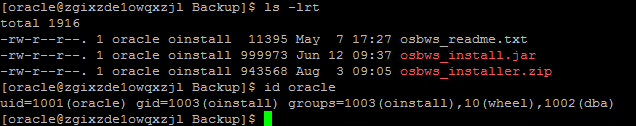 [oracle@zgixzde1owqxzjl Backup]$ ls -lrt
total 1916
-rw-r--r--. 1 oracle oinstall  11395 May  7 17:27 osbws_readme.txt
-rw-r--r--. 1 oracle oinstall 999973 Jun 12 09:37 osbws_install.jar
-rw-r--r--. 1 oracle oinstall 943568 Aug  3 09:05 osbws_installer.zip
[oracle@zgixzde1owqxzjl Backup]$ id oracle
uid=1001(oracle) gid=1003(oinstall) groups=1003(oinstall),10(wheel),1002(dba)
[oracle@zgixzde1owqxzjl Backup]$